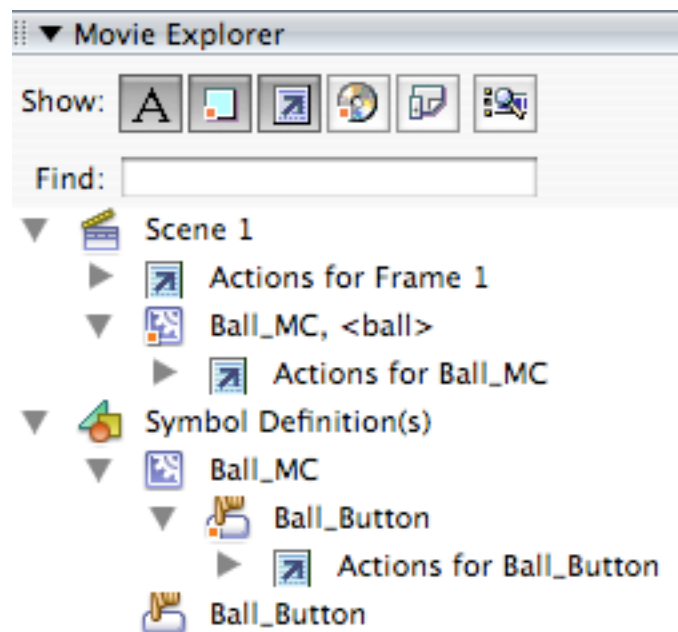 Movie Explorer
Show: A
Find:
Scene 1
Actions for Frame 1
Ball_MC, <ball>
Actions for Ball_MC
Symbol Definition(s)
Ball_MC
Ball_Button
Actions for Ball_Button
Ball_Button